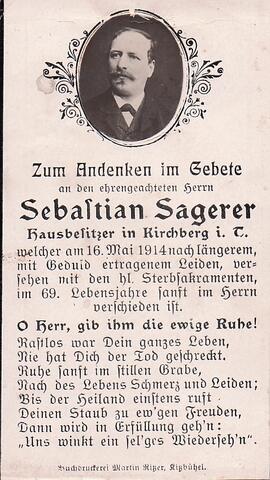 Zum Andenken im Gebete
an den ehrengeachteten Herrn
Sebastian Sagerer
Hausbesitzer in Kirchberg i. T.
welcher am 16. Mai 1914 nach längerem,
mit Geduld ertragenem Leiden, ver-
sehen mit den hl. Sterbsakramenten,
im 69. Lebensjahre sanft im Herrn
verschieden ist.
O Herr, gib ihm die ewige Ruhe!
Rastlos war Dein ganzes Leben,
Nie hat Dich der Tod geschreckt.
Ruhe sanft im stillen Grabe,
Nach des Lebens Schmerz und Leiden;
Bis der Heiland einstens ruft
Deinen Staub zu ew'gen Freuden,
Dann wird in Erfüllung geh'n:
„Uns winkt ein sel'ges Wiederseh'n".
Buchdruckerei Martin Ritzer, Kitzbühel.